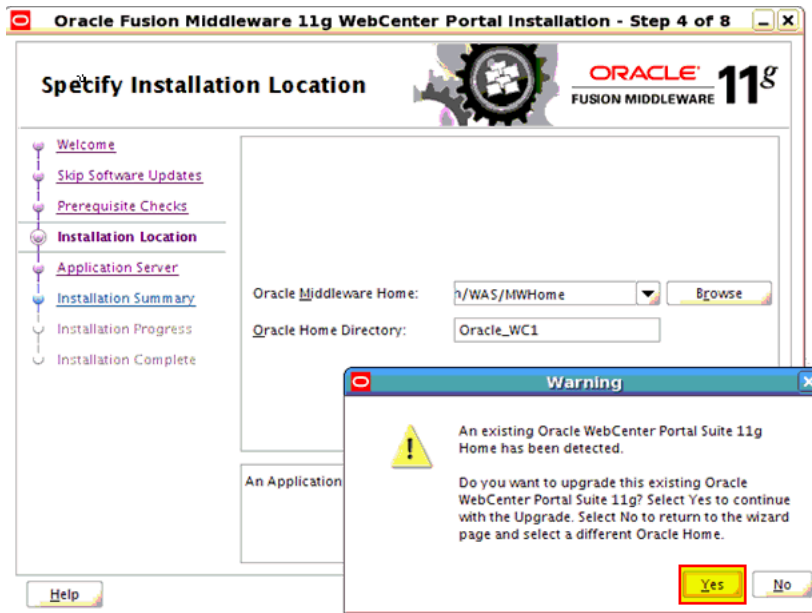 Oracle Fusion Middleware 11g WebCenter Portal Installation - Step 4 of 8
Specify Installation Location
ORACLE
FUSION MIDDLEWARE 11g
Welcome
Skip Software Updates
Prerequisite Checks
Installation Location
Application Server
Installation Summary
Installation Progress
Installation Complete
Oracle Middleware Home: /WAS/MWHome Browse
Oracle Home Directory: Oracle_WC1
An Application
Warning
An existing Oracle WebCenter Portal Suite 11g
Home has been detected.
Do you want to upgrade this existing Oracle
WebCenter Portal Suite 11g? Select Yes to continue
with the Upgrade. Select No to return to the wizard
page and select a different Oracle Home.
Yes No
Help